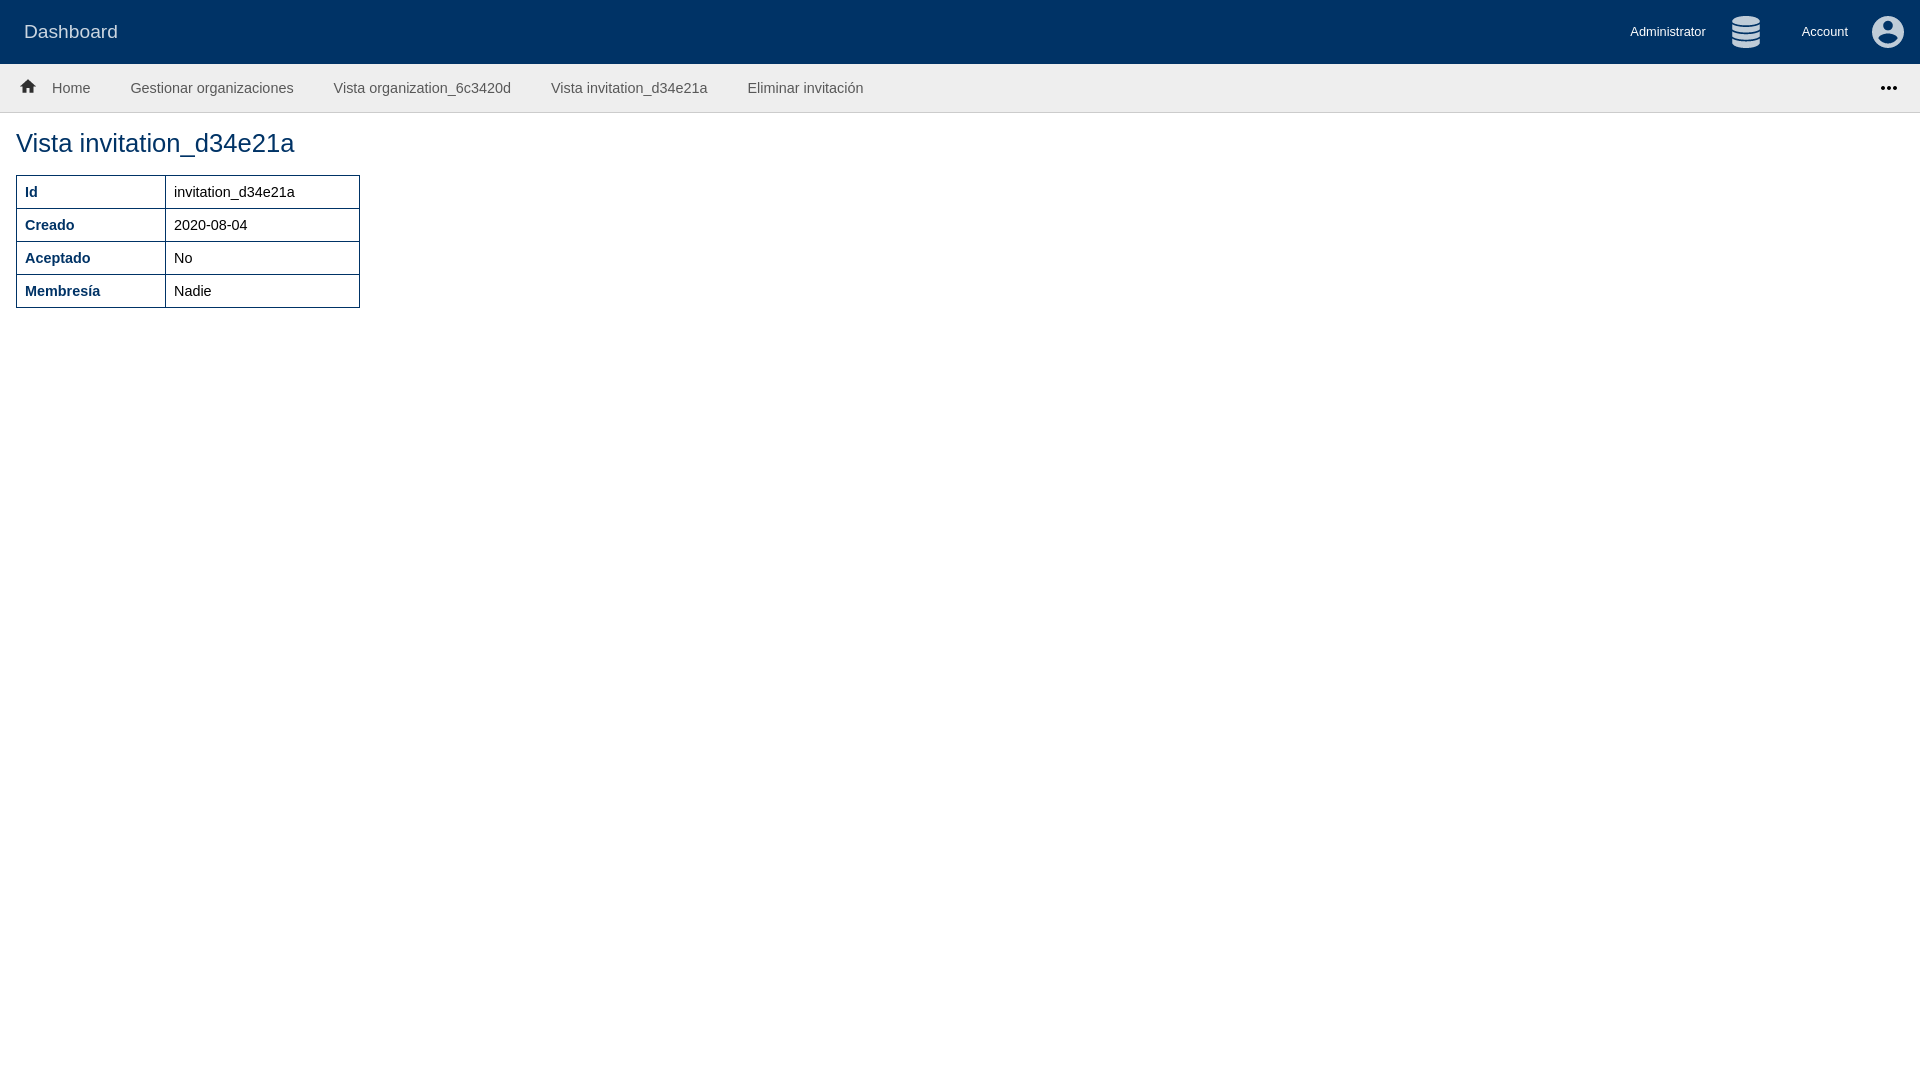 Dashboard
Administrator
Account
Home
Gestionar organizaciones
Vista organization_6c3420d
Vista invitation_d34e21a
Eliminar invitación
Vista invitation_d34e21a
Id invitation_d34e21a
Creado 2020-08-04
Aceptado No
Membresía Nadie